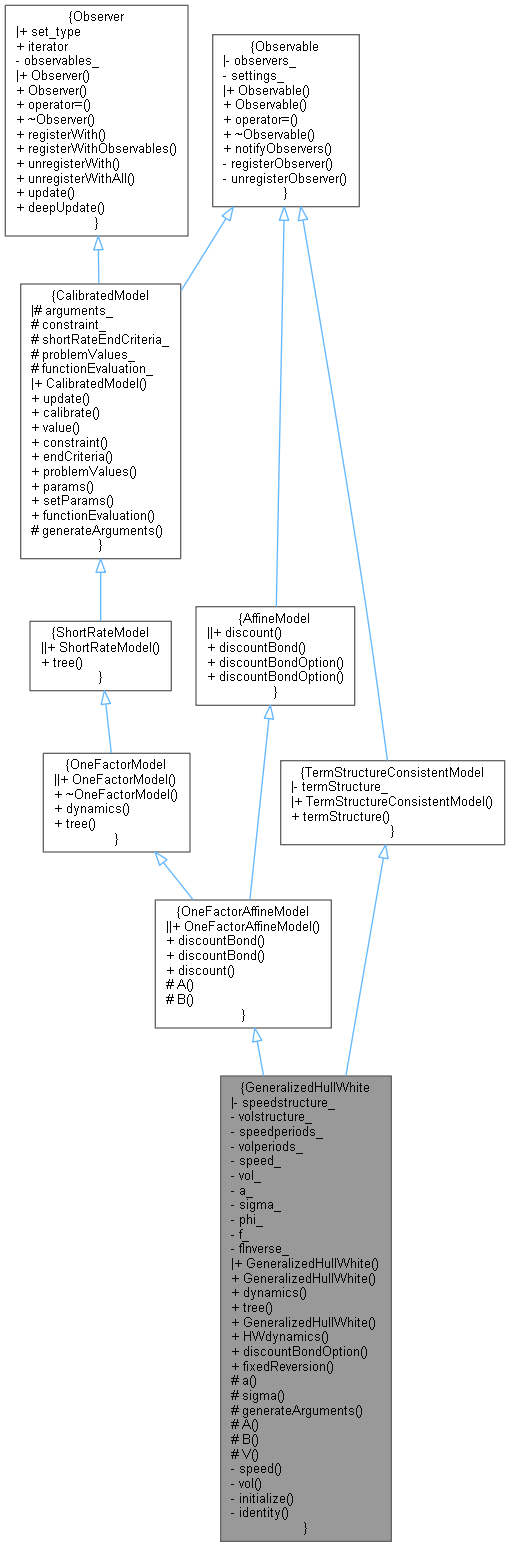 {Observer
|+ set_type
+ iterator
- observables_
|+ Observer()
+ Observer()
+ operator=()
+ ~Observer()
+ registerWith()
+ registerWithObservables()
+ unregisterWith()
+ unregisterWithAll()
+ update()
+ deepUpdate()
}
{Observable
|- observers_
- settings_
|+ Observable()
+ Observable()
+ operator=()
+ ~Observable()
+ notifyObservers()
- registerObserver()
- unregisterObserver()
}
{CalibratedModel
|# arguments_
# constraint_
# shortRateEndCriteria_
# problemValues_
# functionEvaluation_
|+ CalibratedModel()
+ update()
+ calibrate()
+ value()
+ constraint()
+ endCriteria()
+ problemValues()
+ params()
+ setParams()
+ functionEvaluation()
# generateArguments()
}
{ShortRateModel
||+ ShortRateModel()
+ tree()
}
{AffineModel
||+ discount()
+ discountBond()
+ discountBondOption()
+ discountBondOption()
}
{OneFactorModel
||+ OneFactorModel()
+ ~OneFactorModel()
+ dynamics()
+ tree()
}
{TermStructureConsistentModel
|- termStructure_
|+ TermStructureConsistentModel()
+ termStructure()
}
{OneFactorAffineModel
||+ OneFactorAffineModel()
+ discountBond()
+ discountBond()
+ discount()
# A()
# B()
}
{GeneralizedHullWhite
|- speedstructure_
- volstructure_
- speedperiods_
- volperiods_
- speed_
- vol_
- a_
- sigma_
- phi_
- f_
- fInverse_
|+ GeneralizedHullWhite()
+ GeneralizedHullWhite()
+ dynamics()
+ tree()
+ GeneralizedHullWhite()
+ HWdynamics()
+ discountBondOption()
+ fixedReversion()
# a()
# sigma()
# generateArguments()
# A()
# B()
# V()
- speed()
- vol()
- initialize()
- identity()
}